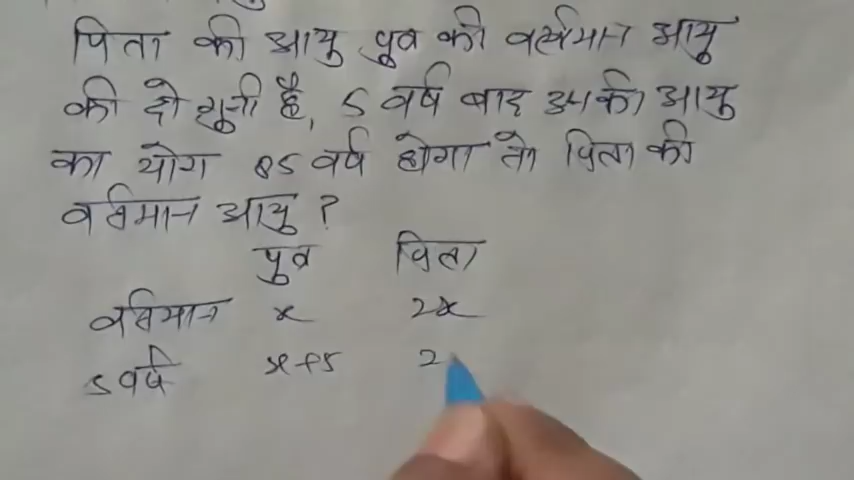 पिता की आयु पुत्र की वर्तमान आयु
की दो गुनी है, 5 वर्ष बाद उनकी आयु
का योग 85 वर्ष होगा तो पिता की
वर्तमान आयु ?
पुत्र पिता
वर्तमान x 2x
5 वर्ष x+5 2